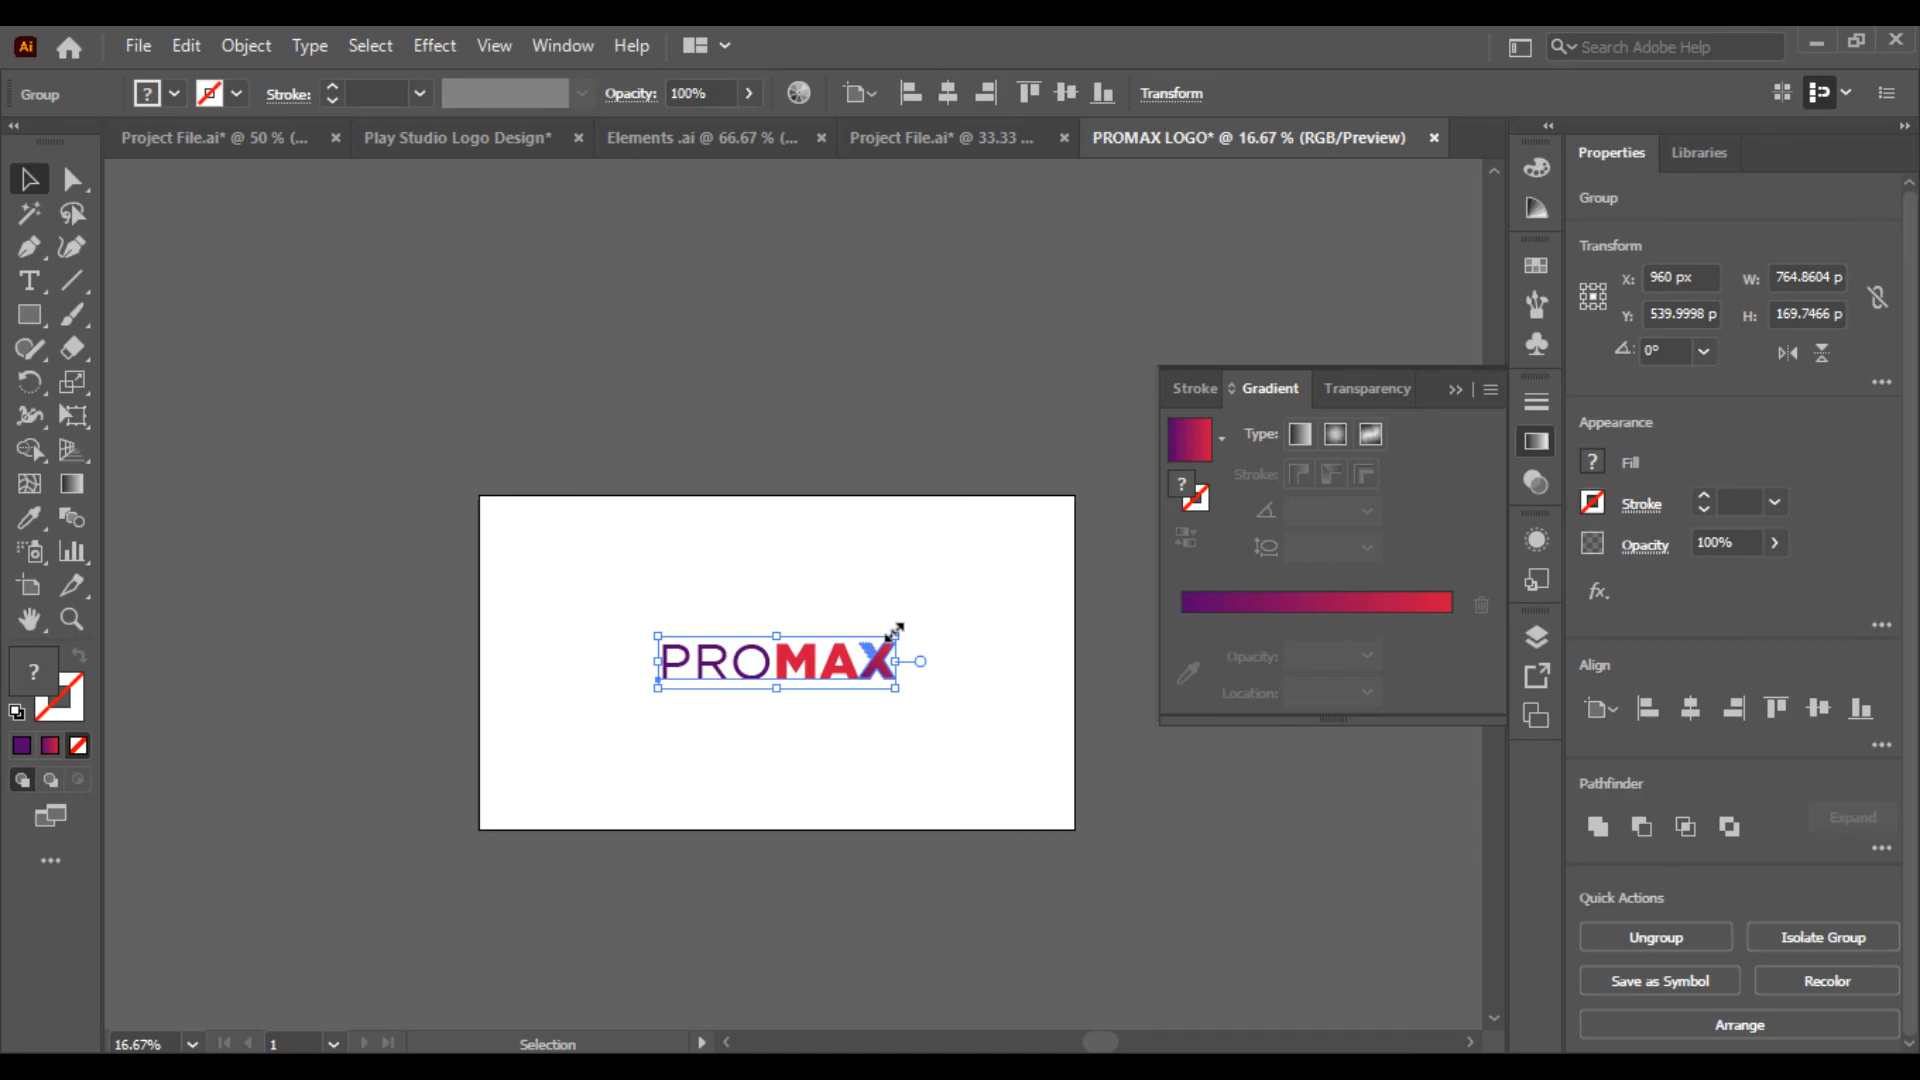 Ai File Edit Object Type Select Effect View Window Help Search Adobe Help
Group ? Stroke: Opacity: 100% Transform
Project File.ai* @ 50 % (... × Play Studio Logo Design* × Elements .ai @ 66.67 % (... × Project File.ai* @ 33.33 ... × PROMAX LOGO* @ 16.67 % (RGB/Preview) ×
Properties Libraries
Group
Transform
X: 960 px W: 764.8604 p
Y: 539.9998 p H: 169.7466 p
0°
Stroke Gradient Transparency
Type:
Stroke:
?
Opacity:
Location:
PROMAX
Appearance
? Fill
Stroke
Opacity 100%
fx.
Align
Pathfinder
Expand
Quick Actions
Ungroup Isolate Group
Save as Symbol Recolor
Arrange
?
16.67% 1 Selection